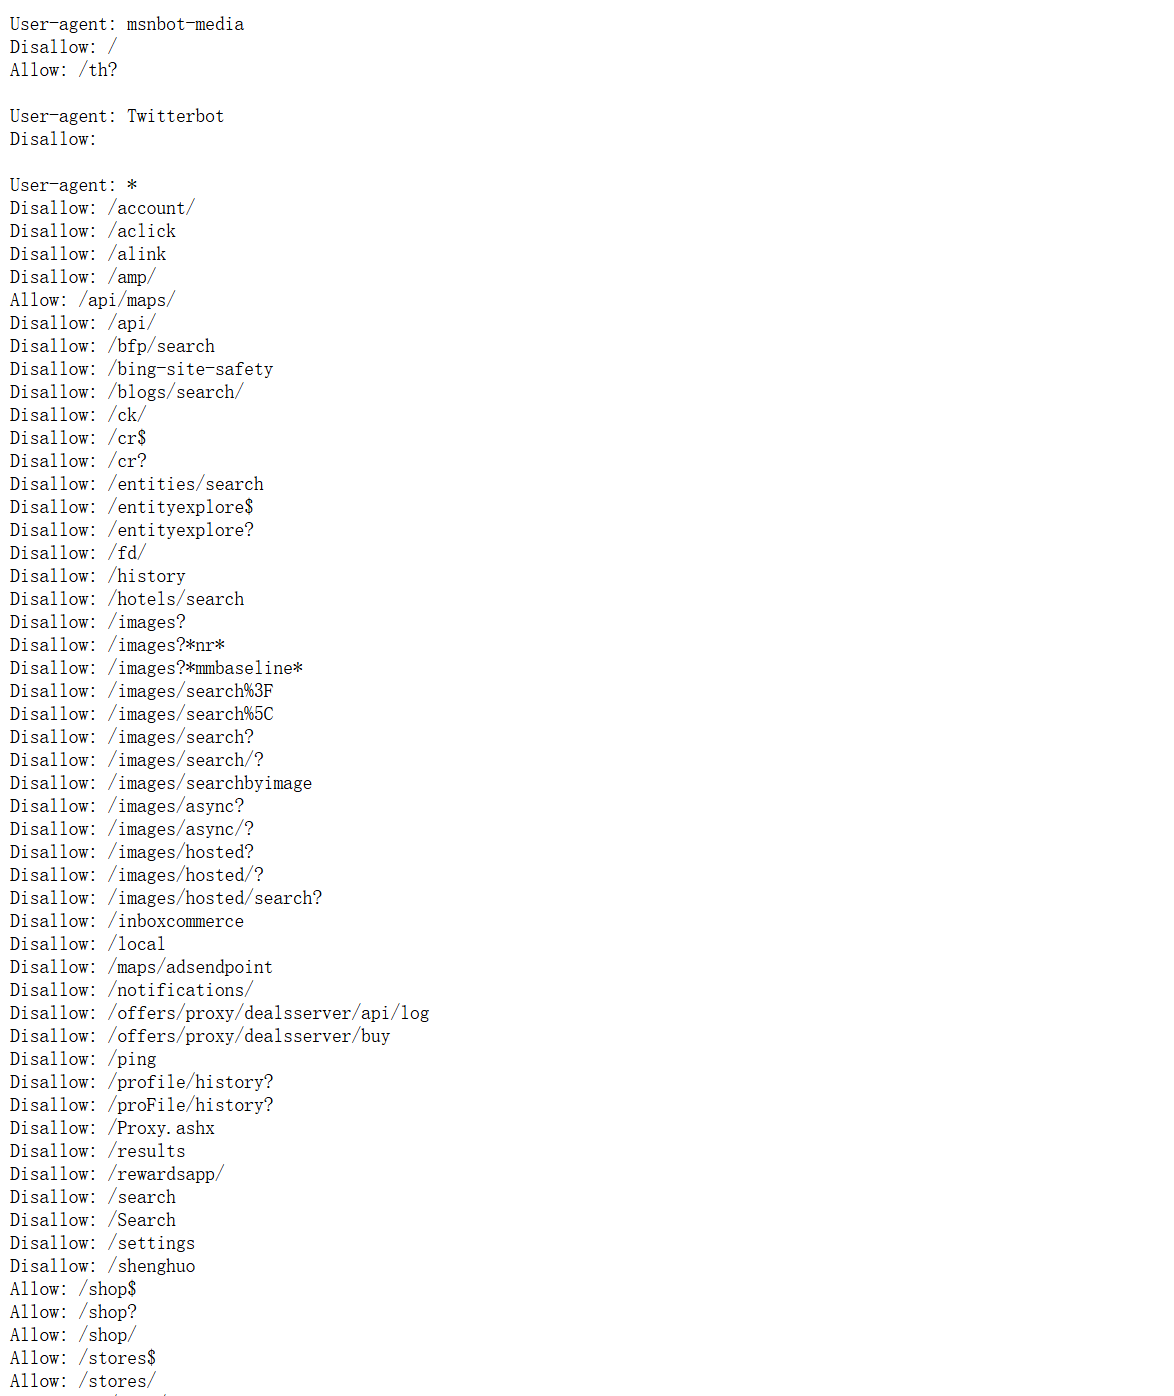 User-agent: msnbot-media
Disallow: /
Allow: /th?

User-agent: Twitterbot
Disallow:

User-agent: *
Disallow: /account/
Disallow: /aclick
Disallow: /alink
Disallow: /amp/
Allow: /api/maps/
Disallow: /api/
Disallow: /bfp/search
Disallow: /bing-site-safety
Disallow: /blogs/search/
Disallow: /ck/
Disallow: /cr$
Disallow: /cr?
Disallow: /entities/search
Disallow: /entityexplore$
Disallow: /entityexplore?
Disallow: /fd/
Disallow: /history
Disallow: /hotels/search
Disallow: /images?
Disallow: /images?*nr*
Disallow: /images?*mmbaseline*
Disallow: /images/search%3F
Disallow: /images/search%5C
Disallow: /images/search?
Disallow: /images/search/?
Disallow: /images/searchbyimage
Disallow: /images/async?
Disallow: /images/async/?
Disallow: /images/hosted?
Disallow: /images/hosted/?
Disallow: /images/hosted/search?
Disallow: /inboxcommerce
Disallow: /local
Disallow: /maps/adsendpoint
Disallow: /notifications/
Disallow: /offers/proxy/dealsserver/api/log
Disallow: /offers/proxy/dealsserver/buy
Disallow: /ping
Disallow: /profile/history?
Disallow: /proFile/history?
Disallow: /Proxy.ashx
Disallow: /results
Disallow: /rewardsapp/
Disallow: /search
Disallow: /Search
Disallow: /settings
Disallow: /shenghuo
Allow: /shop$
Allow: /shop?
Allow: /shop/
Allow: /stores$
Allow: /stores/